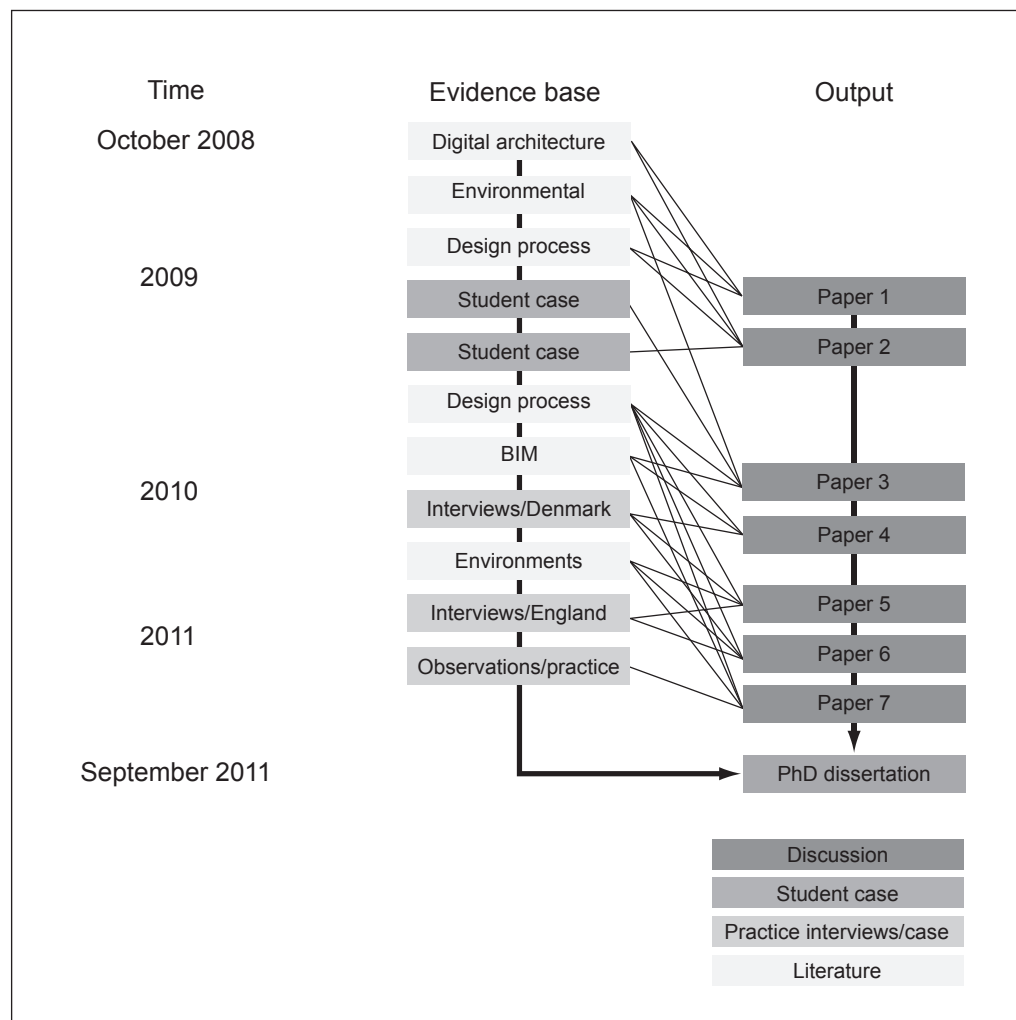 Time
Evidence base
Output
October 2008
Digital architecture
Environmental
Design process
2009
Student case
Paper 1
Student case
Paper 2
Design process
BIM
Paper 3
2010
Interviews/Denmark
Paper 4
Environments
Paper 5
Interviews/England
2011
Paper 6
Observations/practice
Paper 7
September 2011
PhD dissertation
Discussion
Student case
Practice interviews/case
Literature